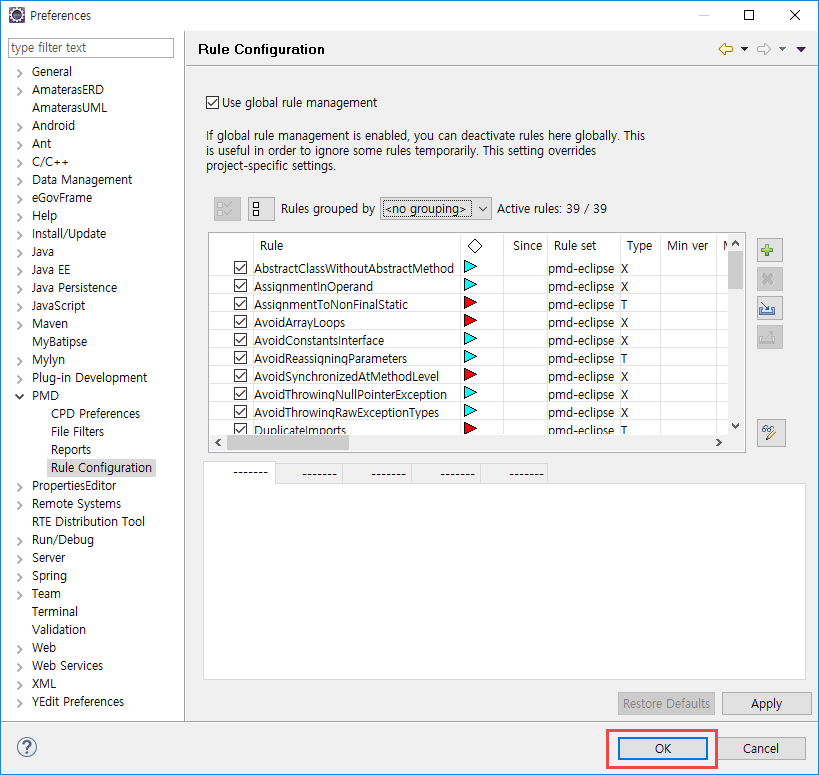 Preferences
type filter text
Rule Configuration
General
AmaterasERD
AmaterasUML
Android
Ant
C/C++
Data Management
eGovFrame
Help
Install/Update
Java
Java EE
Java Persistence
JavaScript
Maven
MyBatipse
Mylyn
Plug-in Development
PMD
CPD Preferences
File Filters
Reports
Rule Configuration
PropertiesEditor
Remote Systems
RTE Distribution Tool
Run/Debug
Server
Spring
Team
Terminal
Validation
Web
Web Services
XML
YEdit Preferences
Use global rule management
If global rule management is enabled, you can deactivate rules here globally. This
is useful in order to ignore some rules temporarily. This setting overrides
project-specific settings.
Rules grouped by <no grouping> Active rules: 39 / 39
Rule Since Rule set Type Min ver
AbstractClassWithoutAbstractMethod pmd-eclipse X
AssignmentInOperand pmd-eclipse X
AssignmentToNonFinalStatic pmd-eclipse T
AvoidArrayLoops pmd-eclipse X
AvoidConstantsInterface pmd-eclipse X
AvoidReassigningParameters pmd-eclipse T
AvoidSynchronizedAtMethodLevel pmd-eclipse X
AvoidThrowingNullPointerException pmd-eclipse X
AvoidThrowingRawExceptionTypes pmd-eclipse X
DuplicateImports pmd-eclipse T
------- ------- ------- ------- -------
Restore Defaults Apply
? OK Cancel